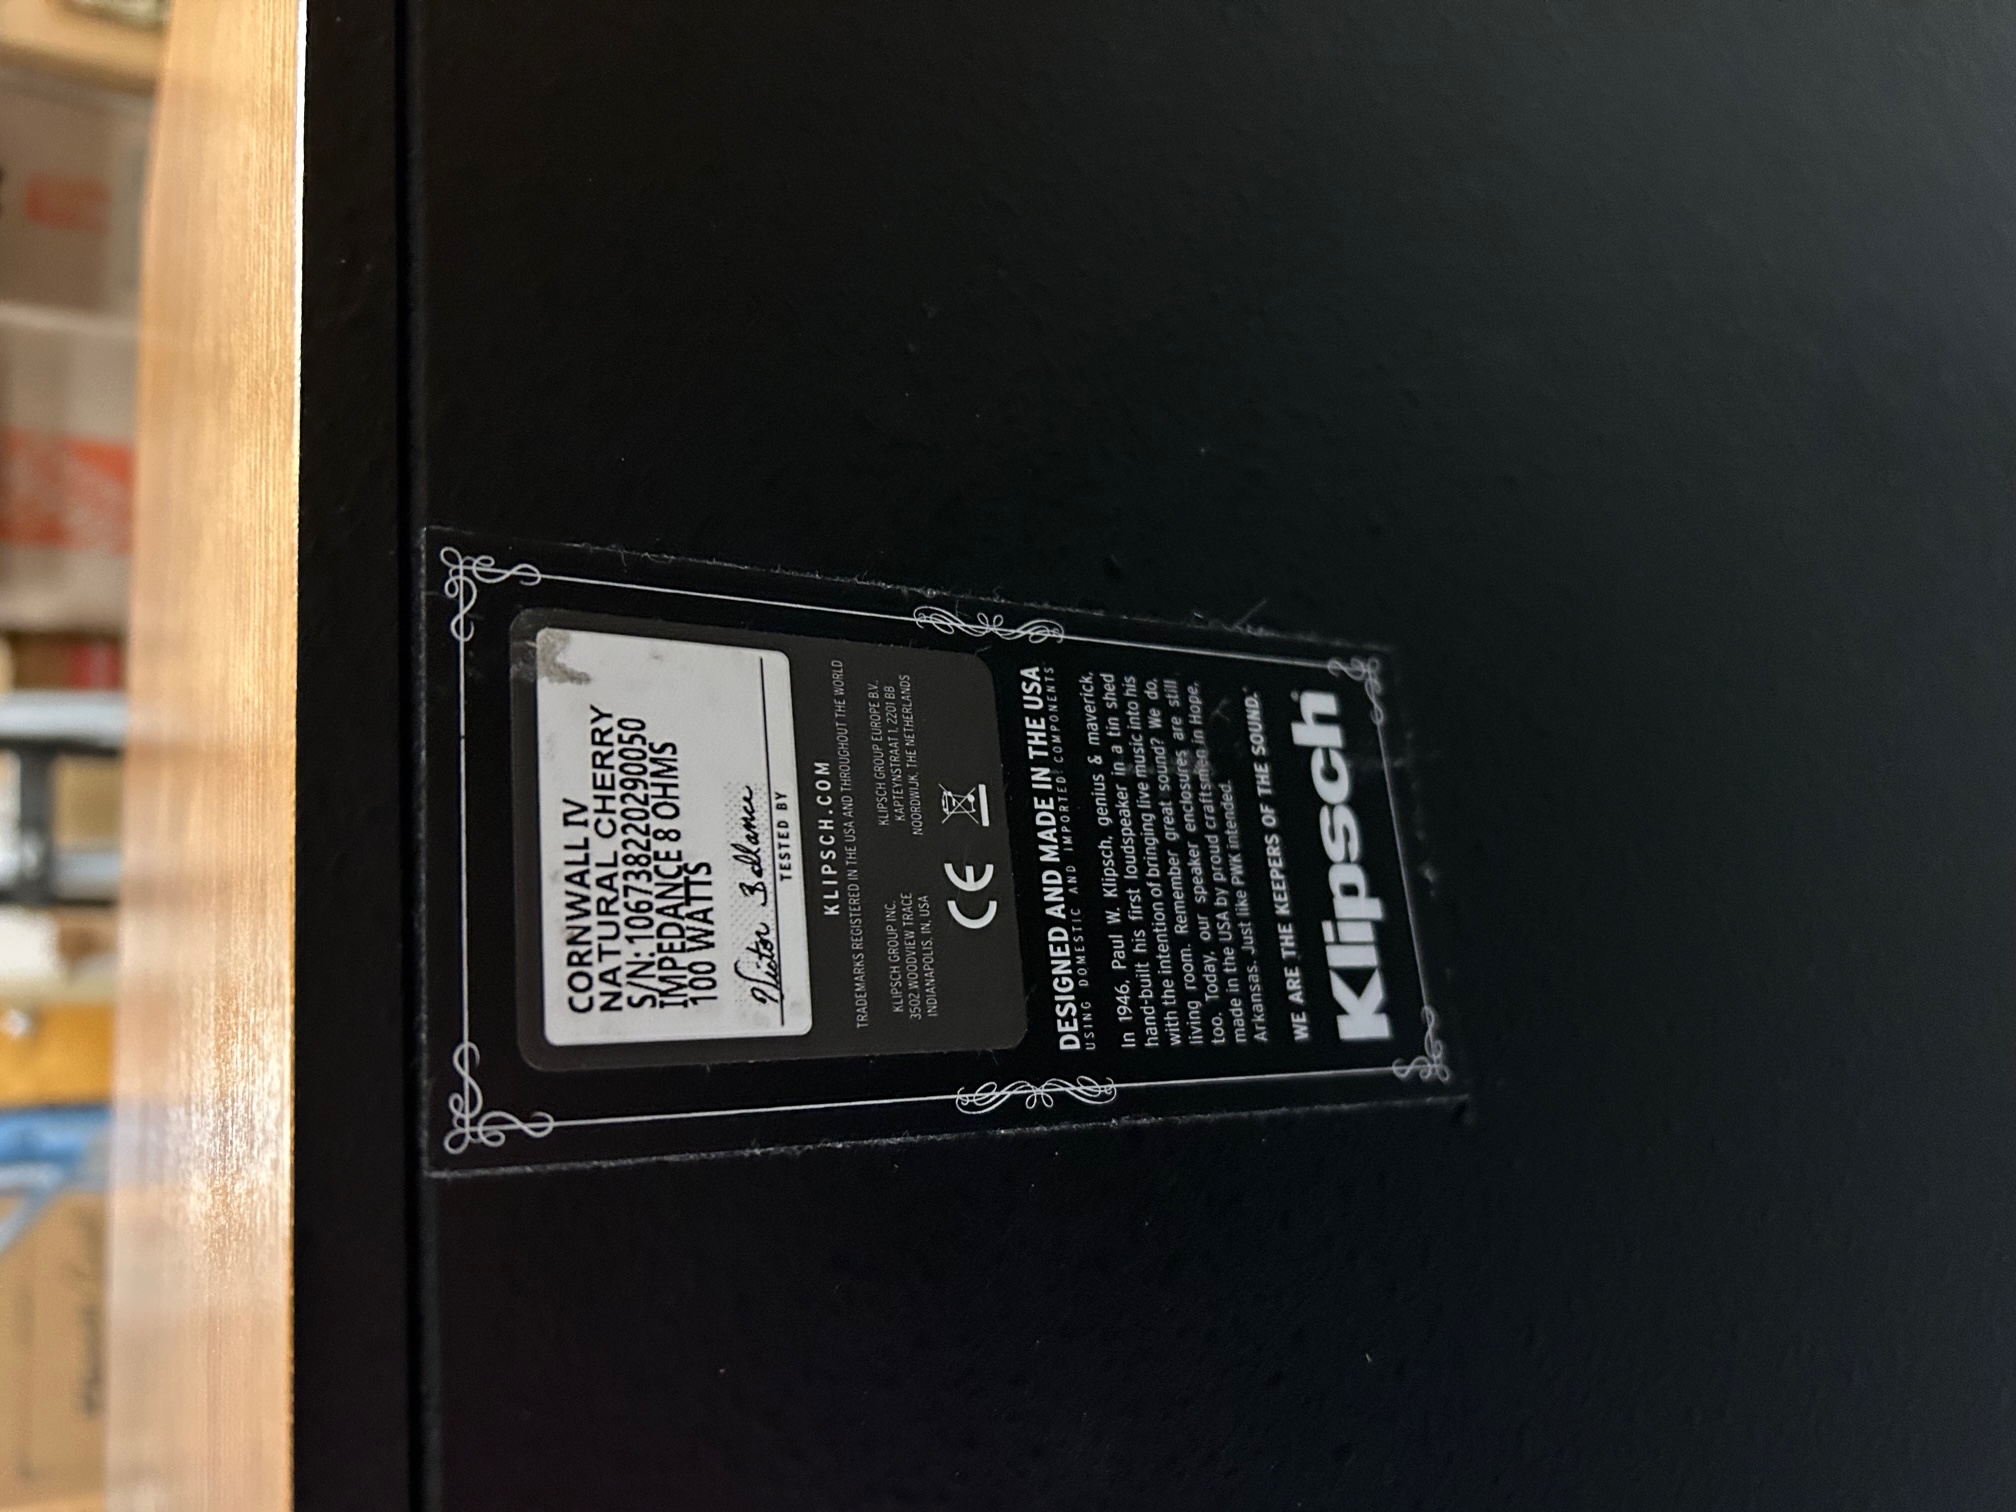 CORNWALL IV
NATURAL CHERRY
S/N: 106738220290050
IMPEDANCE 8 OHMS
100 WATTS
Victor Ballance
TESTED BY
KLIPSCH.COM
TRADEMARKS REGISTERED IN THE USA AND THROUGHOUT THE WORLD
KLIPSCH GROUP INC.
3502 WOODVIEW TRACE
INDIANAPOLIS, IN, USA
KLIPSCH GROUP EUROPE B.V.,
KAPTEYNSTRAAT 1, 2201 BB
NOORDWIJK, THE NETHERLANDS
CE
DESIGNED AND MADE IN THE USA
USING DOMESTIC AND IMPORTED COMPONENTS
In 1946, Paul W. Klipsch, genius & maverick,
hand-built his first loudspeaker in a tin shed
with the intention of bringing live music into his
living room. Remember great sound? We do,
too. Today, our speaker enclosures are still
made in the USA by proud craftsmen in Hope,
Arkansas. Just like PWK intended.
WE ARE THE KEEPERS OF THE SOUND.
Klipsch